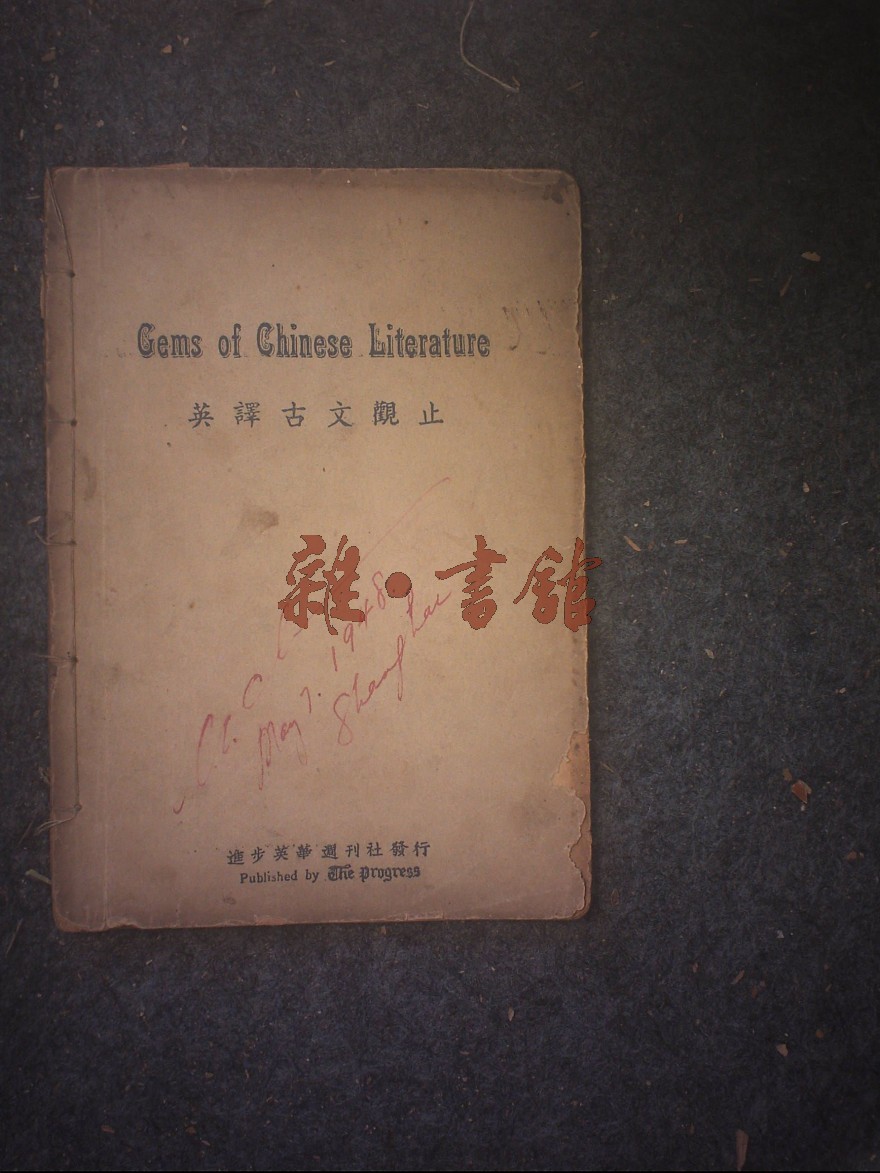 Gems of Chinese Literature
英譯古文觀止
雜·書館
May 7. 1948
Shanghai
進步英華週刊社發行
Published by The Progress